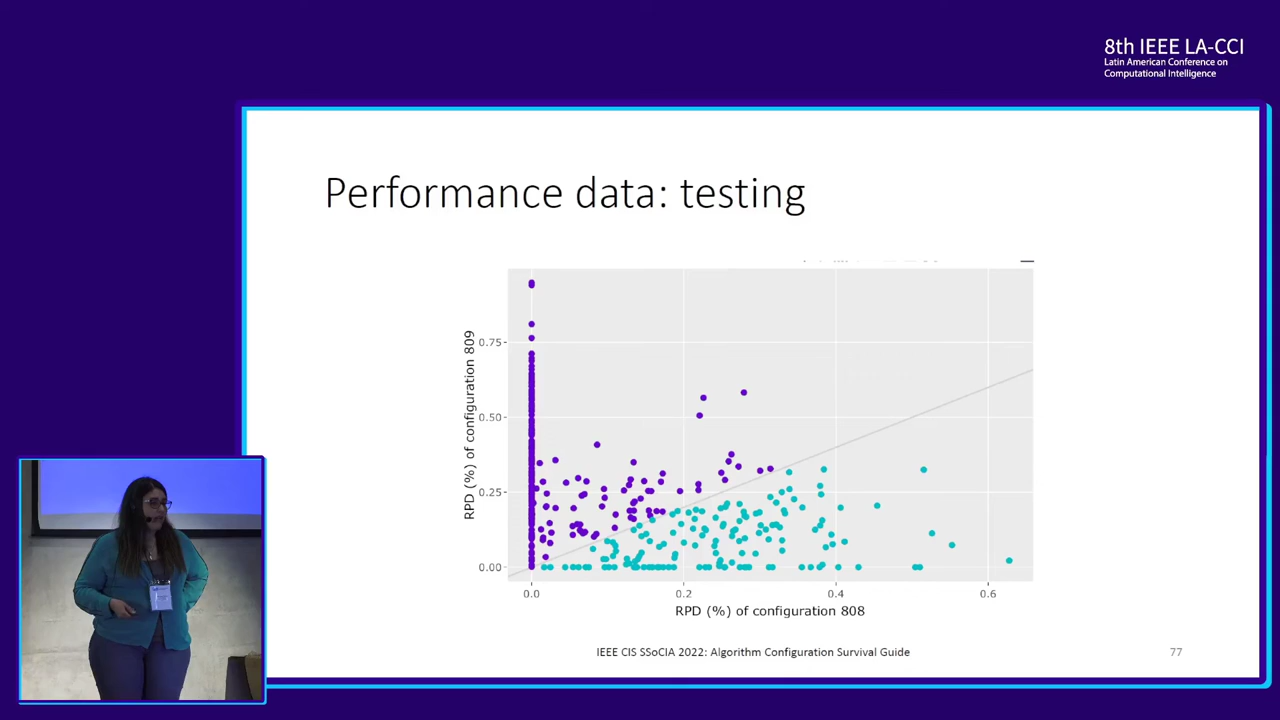 8th IEEE LA-CCI
Latin American Conference on
Computational Intelligence
Performance data: testing
RPD (%) of configuration 809
0.75
0.50
0.25
0.00
0.0
0.2
0.4
0.6
RPD (%) of configuration 808
IEEE CIS SSoCIA 2022: Algorithm Configuration Survival Guide
77